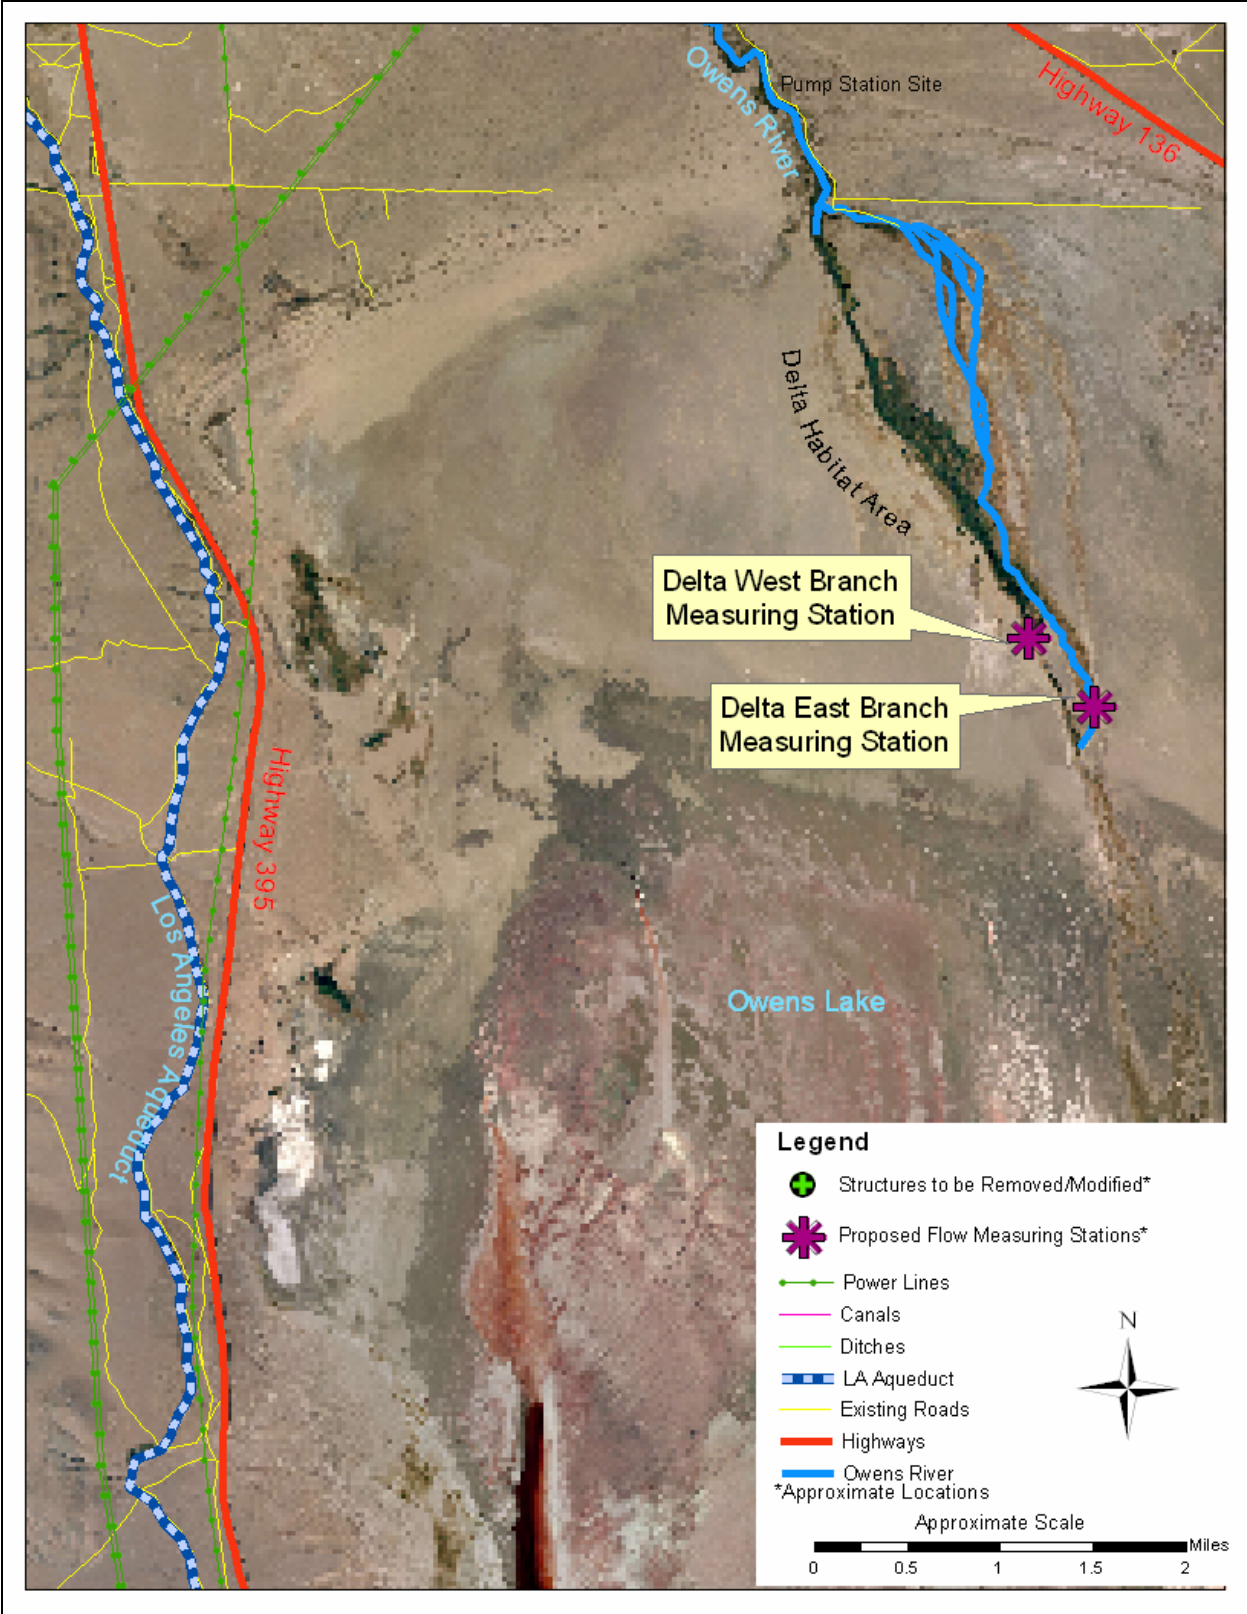 Owens River
Pump Station Site
Highway 136
Delta Habitat Area
Delta West Branch
Measuring Station
Delta East Branch
Measuring Station
Highway 395
Los Angeles Aqueduct
Owens Lake
Legend
Structures to be Removed/Modified*
Proposed Flow Measuring Stations*
Power Lines
Canals
Ditches
LA Aqueduct
Existing Roads
Highways
Owens River
*Approximate Locations
N
Approximate Scale
Miles
0 0.5 1 1.5 2